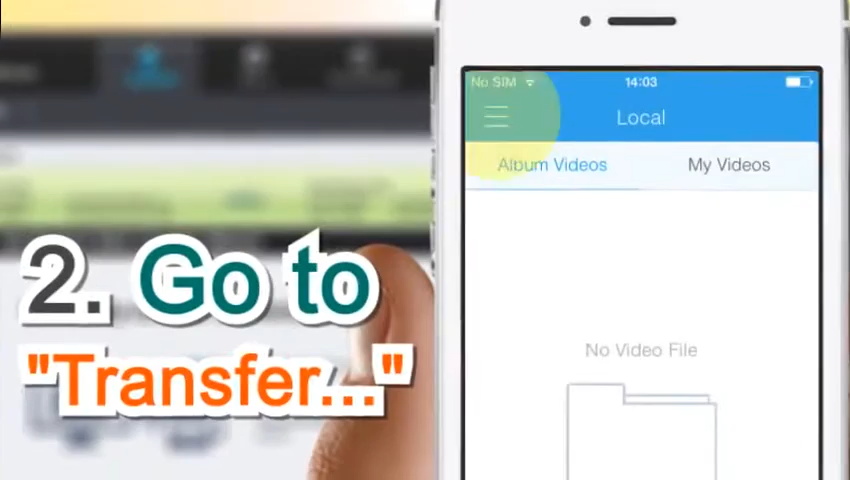 No SIM 14:03
Local
Album Videos My Videos
2. Go to
"Transfer..."
No Video File